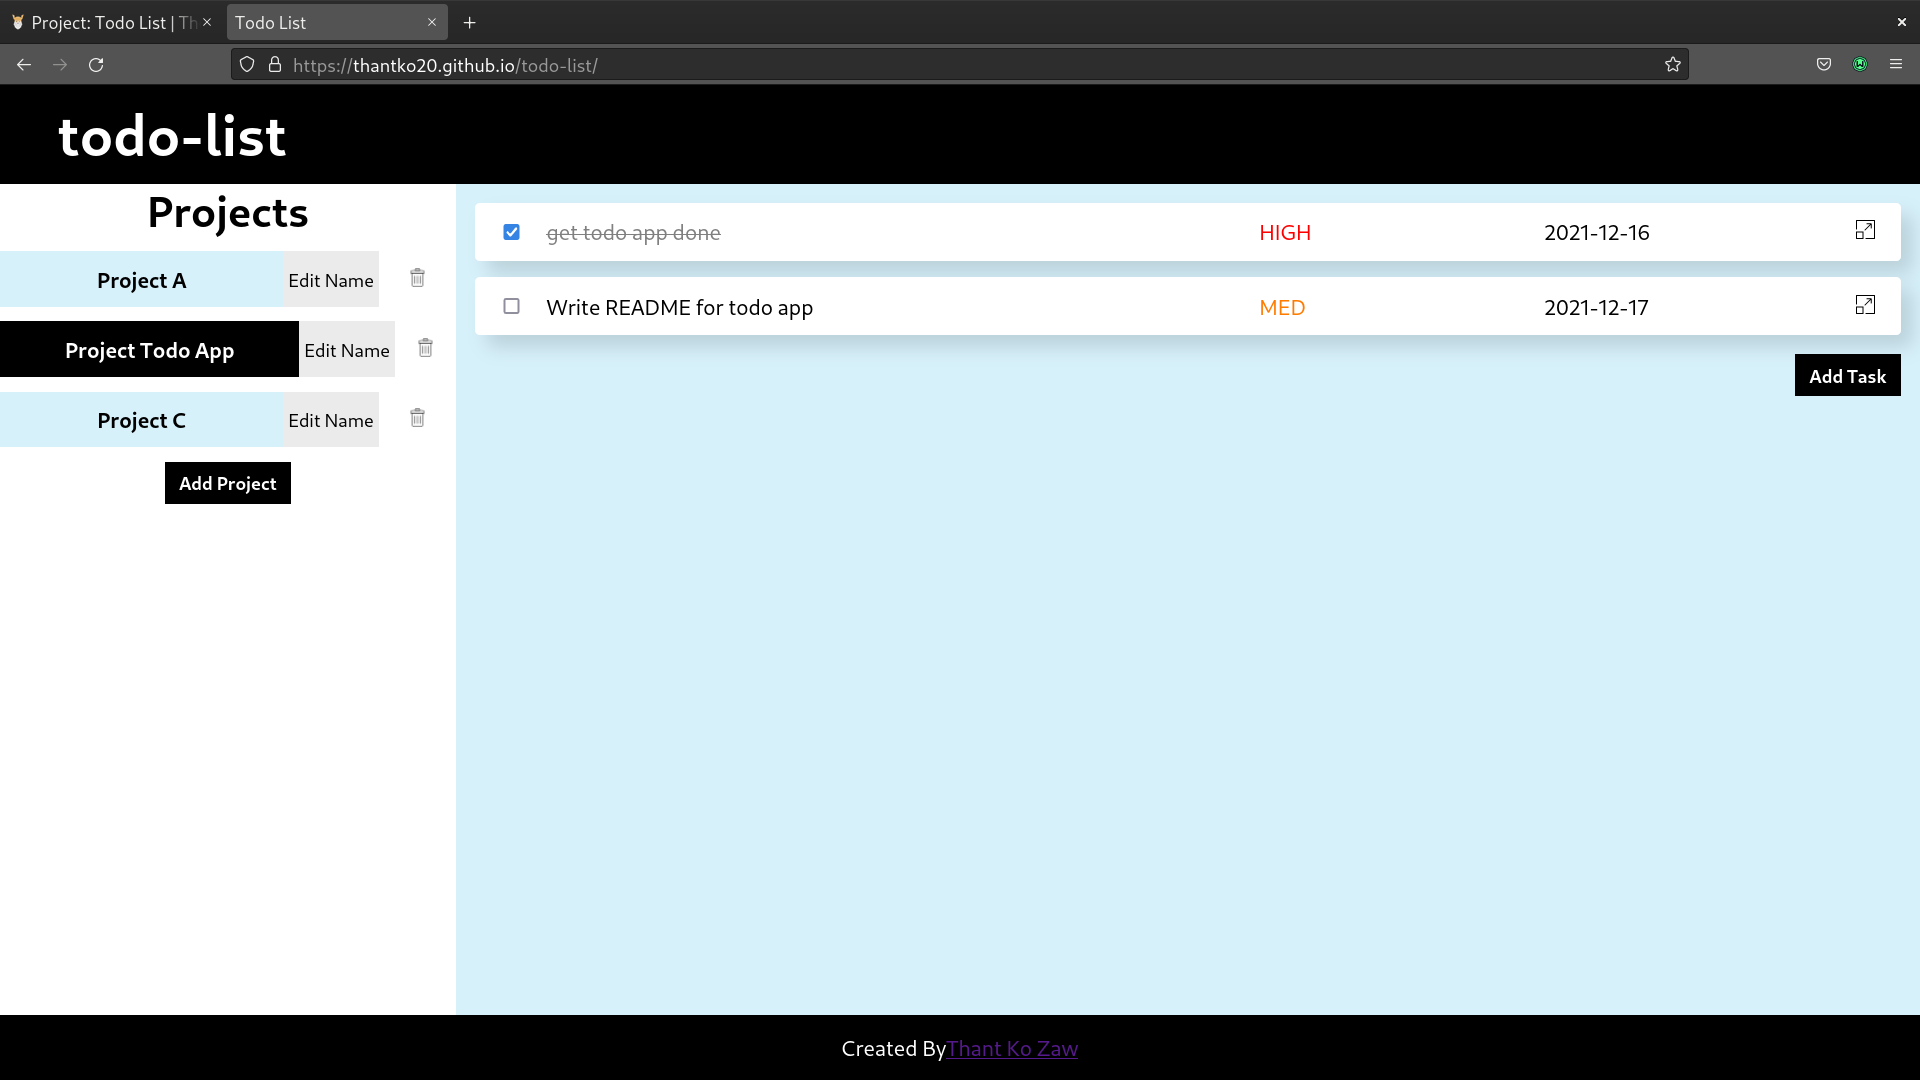 Project: Todo List | Th
Todo List
https://thantko20.github.io/todo-list/
todo-list
Projects
Project A Edit Name
Project Todo App Edit Name
Project C Edit Name
Add Project
get todo app done HIGH 2021-12-16
Write README for todo app MED 2021-12-17
Add Task
Created ByThant Ko Zaw